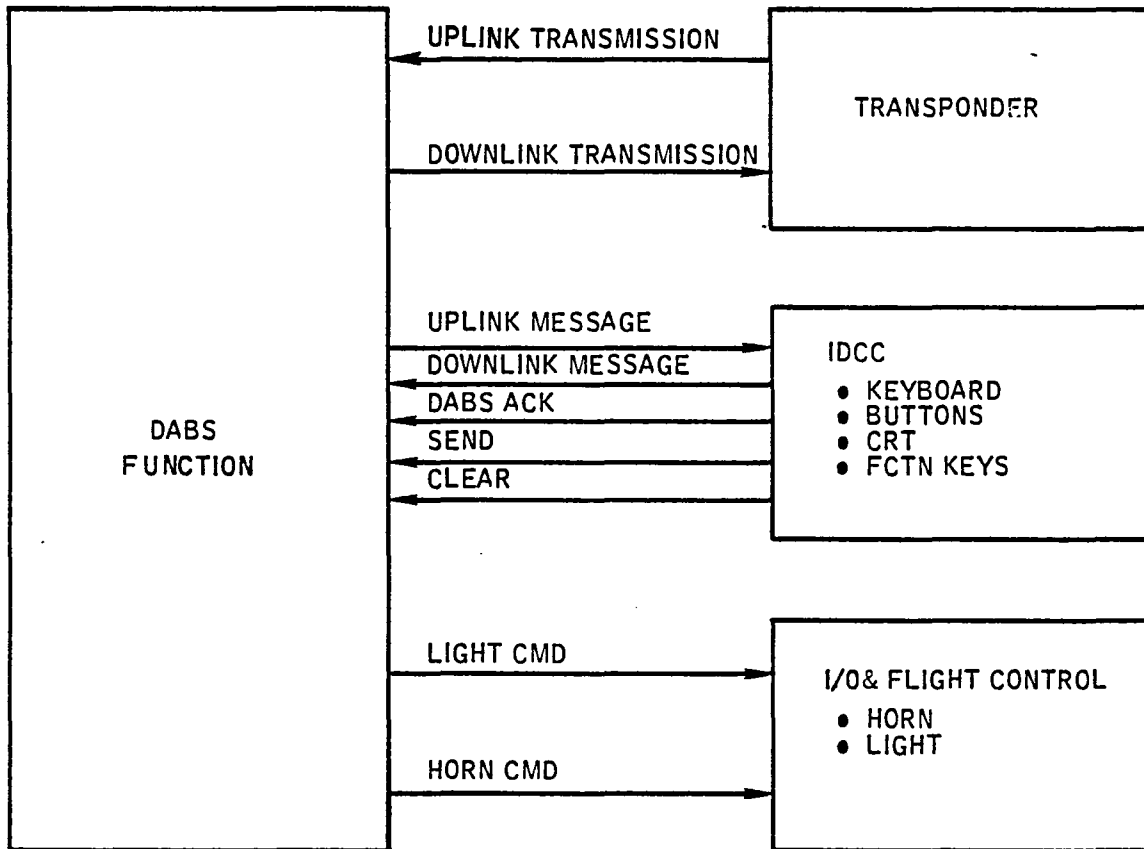 UPLINK TRANSMISSION
TRANSPONDER
DOWNLINK TRANSMISSION
UPLINK MESSAGE
IDCC
DOWNLINK MESSAGE
• KEYBOARD
DABS ACK
• BUTTONS
DABS
FUNCTION
SEND
• CRT
• FCTN KEYS
CLEAR
LIGHT CMD
I/O& FLIGHT CONTROL
• HORN
• LIGHT
HORN CMD